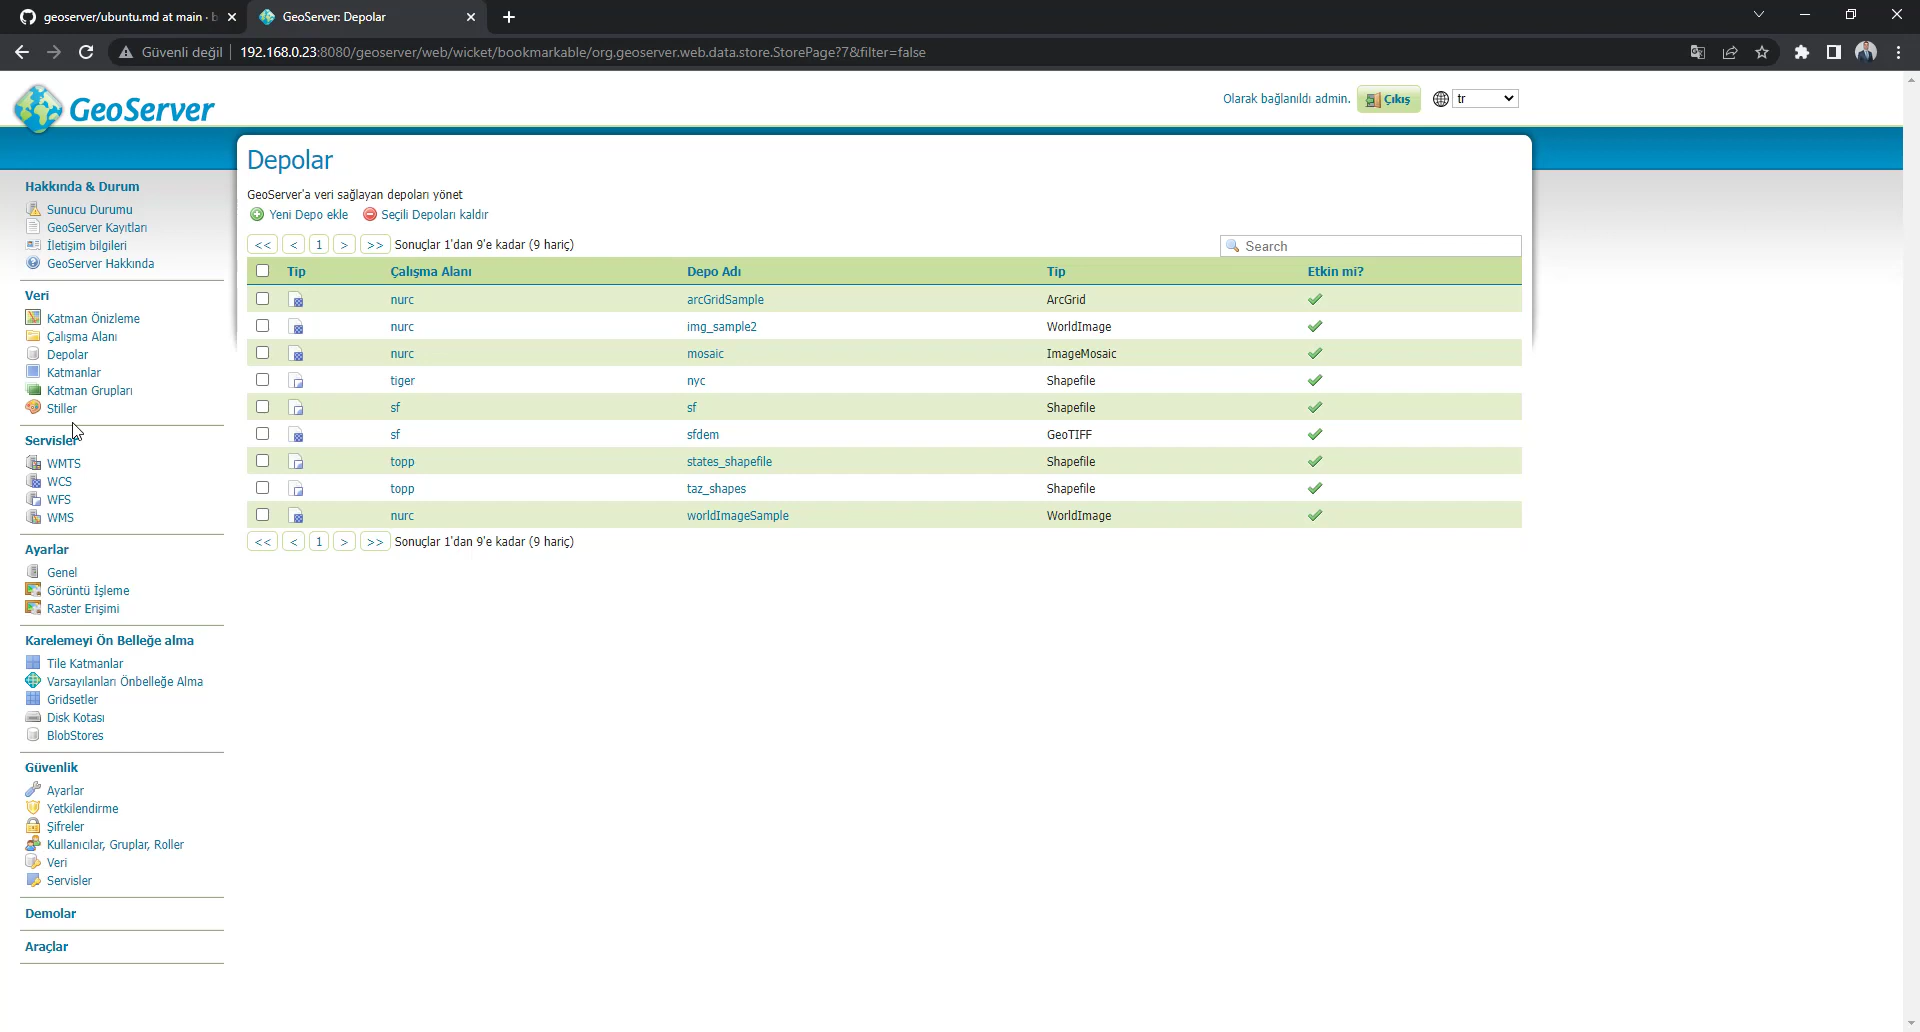 geoserver/ubuntu.md at main · b
GeoServer: Depolar
Güvenli değil
192.168.0.23:8080/geoserver/web/wicket/bookmarkable/org.geoserver.web.data.store.StorePage?7&filter=false
GeoServer
Olarak bağlanıldı admin.
Çıkış
tr
Depolar
GeoServer'a veri sağlayan depoları yönet
Yeni Depo ekle
Seçili Depoları kaldır
<< < 1 > >> Sonuçlar 1'dan 9'e kadar (9 hariç)
Search
Tip Çalışma Alanı Depo Adı Tip Etkin mi?
nurc arcGridSample ArcGrid
nurc img_sample2 WorldImage
nurc mosaic ImageMosaic
tiger nyc Shapefile
sf sf Shapefile
sf sfdem GeoTIFF
topp states_shapefile Shapefile
topp taz_shapes Shapefile
nurc worldImageSample WorldImage
<< < 1 > >> Sonuçlar 1'dan 9'e kadar (9 hariç)
Hakkında & Durum
Sunucu Durumu
GeoServer Kayıtları
İletişim bilgileri
GeoServer Hakkında
Veri
Katman Önizleme
Çalışma Alanı
Depolar
Katmanlar
Katman Grupları
Stiller
Servisler
WMTS
WCS
WFS
WMS
Ayarlar
Genel
Görüntü İşleme
Raster Erişimi
Karelemeyi Ön Belleğe alma
Tile Katmanlar
Varsayılanları Önbelleğe Alma
Gridsetler
Disk Kotası
BlobStores
Güvenlik
Ayarlar
Yetkilendirme
Şifreler
Kullanıcılar, Gruplar, Roller
Veri
Servisler
Demolar
Araçlar